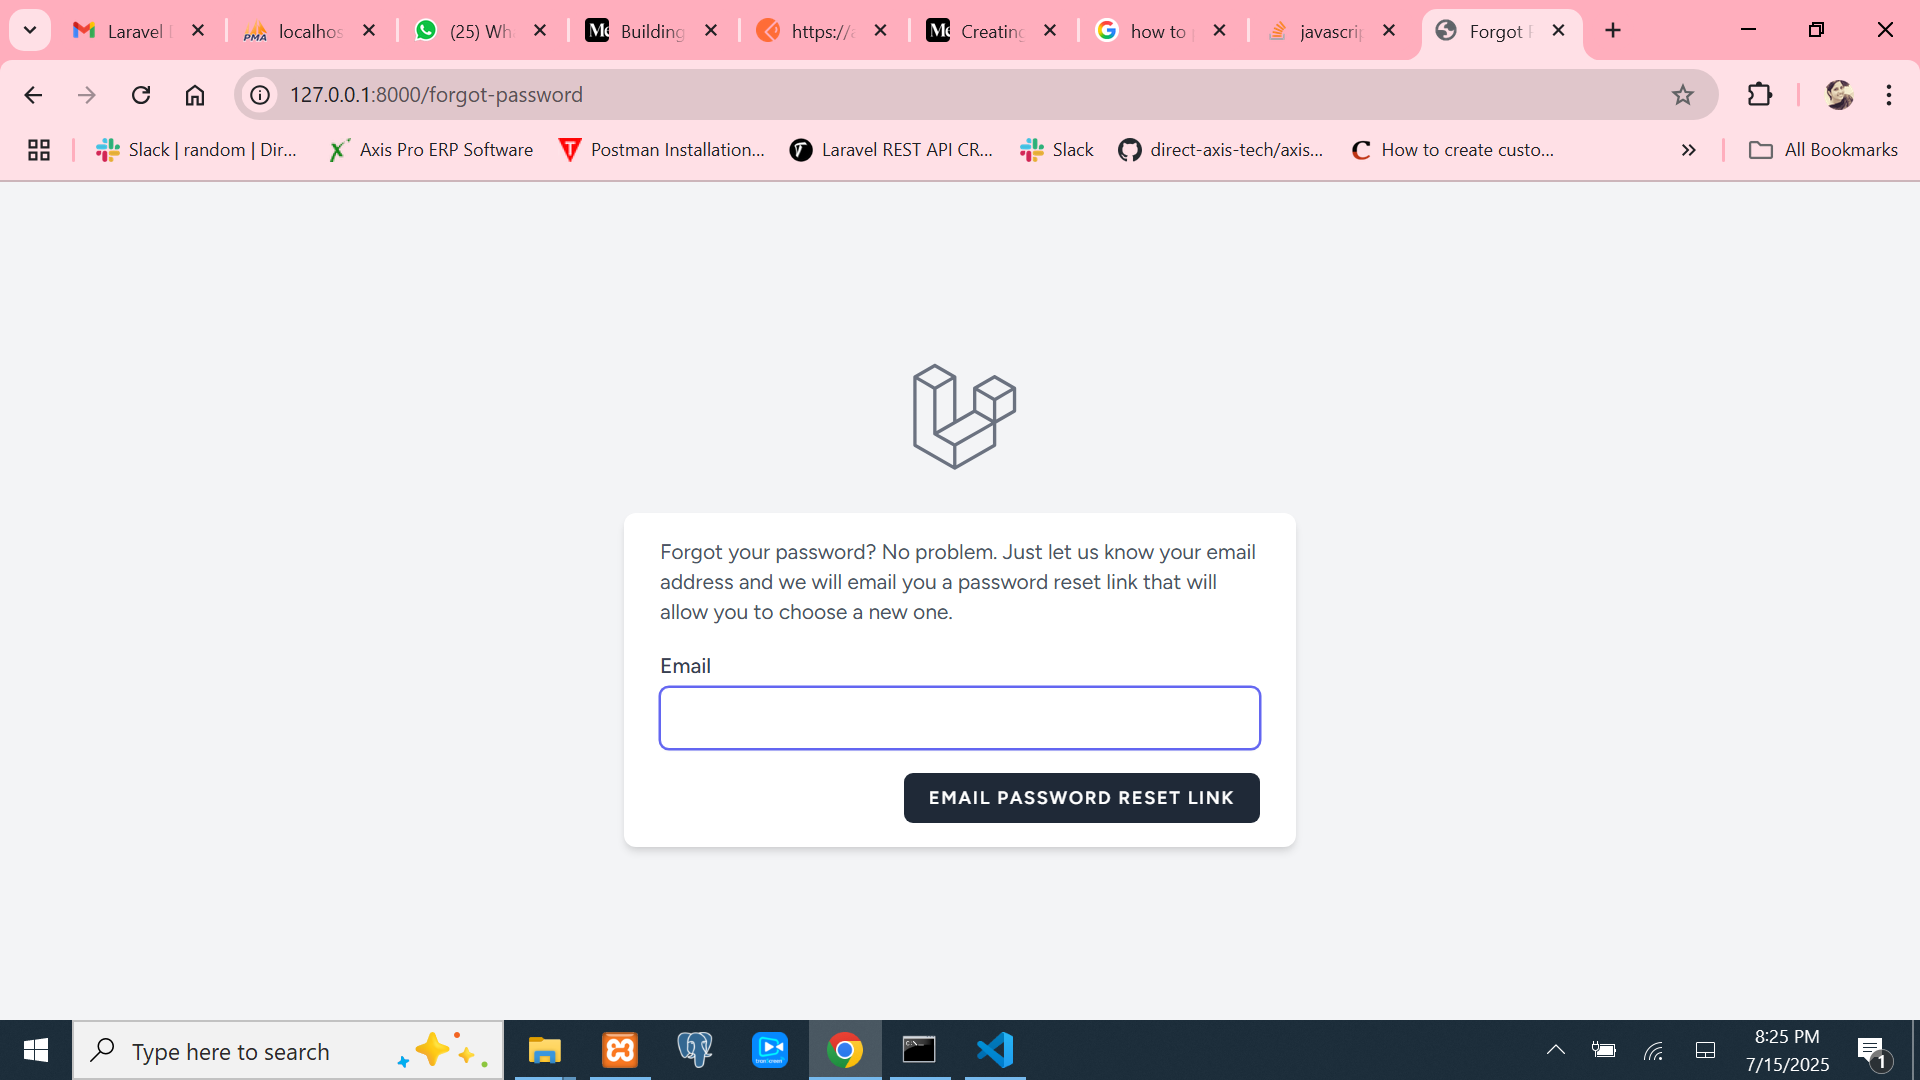 Laravel
localhos
(25) Wh
Building
https://a
Creating
how to
javascrip
Forgot
127.0.0.1:8000/forgot-password
Slack | random | Dir...
Axis Pro ERP Software
Postman Installation...
Laravel REST API CR...
Slack
direct-axis-tech/axis...
How to create custo...
All Bookmarks
Forgot your password? No problem. Just let us know your email
address and we will email you a password reset link that will
allow you to choose a new one.
Email
EMAIL PASSWORD RESET LINK
Type here to search
8:25 PM
7/15/2025
1